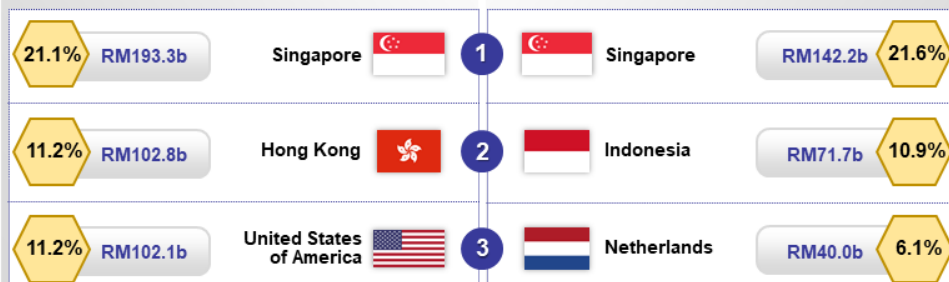 21.1% RM193.3b Singapore 1 Singapore RM142.2b 21.6%
11.2% RM102.8b Hong Kong 2 Indonesia RM71.7b 10.9%
11.2% RM102.1b United States
of America 3 Netherlands RM40.0b 6.1%